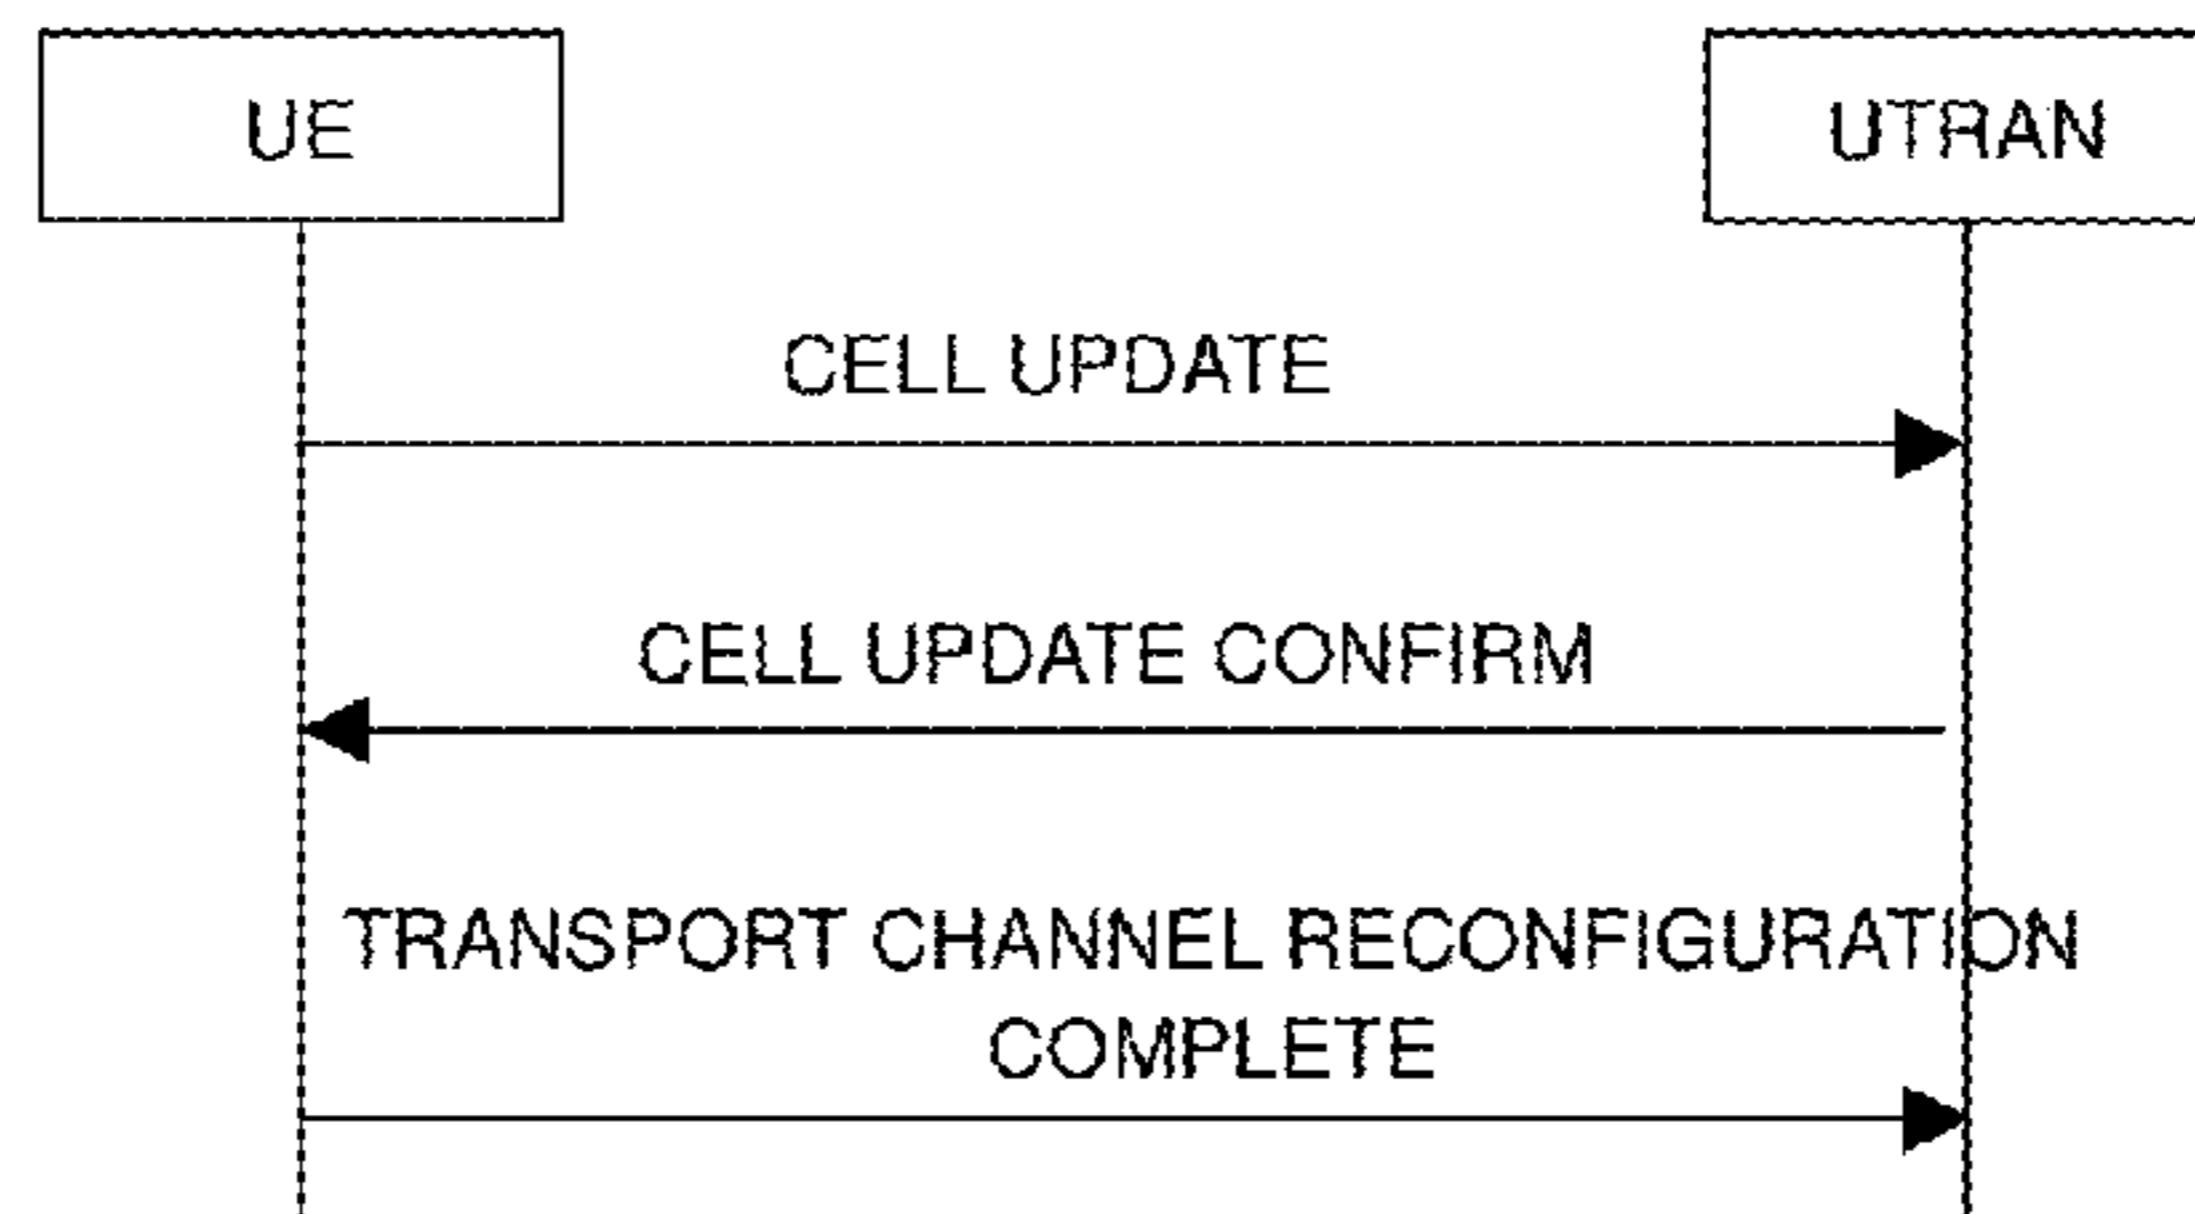 UE
UTRAN
CELL UPDATE
CELL UPDATE CONFIRM
TRANSPORT CHANNEL RECONFIGURATION
COMPLETE